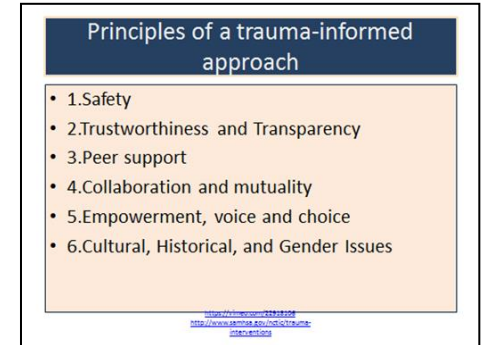 Principles of a trauma-informed
approach
• 1.Safety
• 2.Trustworthiness and Transparency
• 3.Peer support
• 4.Collaboration and mutuality
• 5.Empowerment, voice and choice
• 6.Cultural, Historical, and Gender Issues
http://www.samhsa.gov/nctic/trauma-
interventions